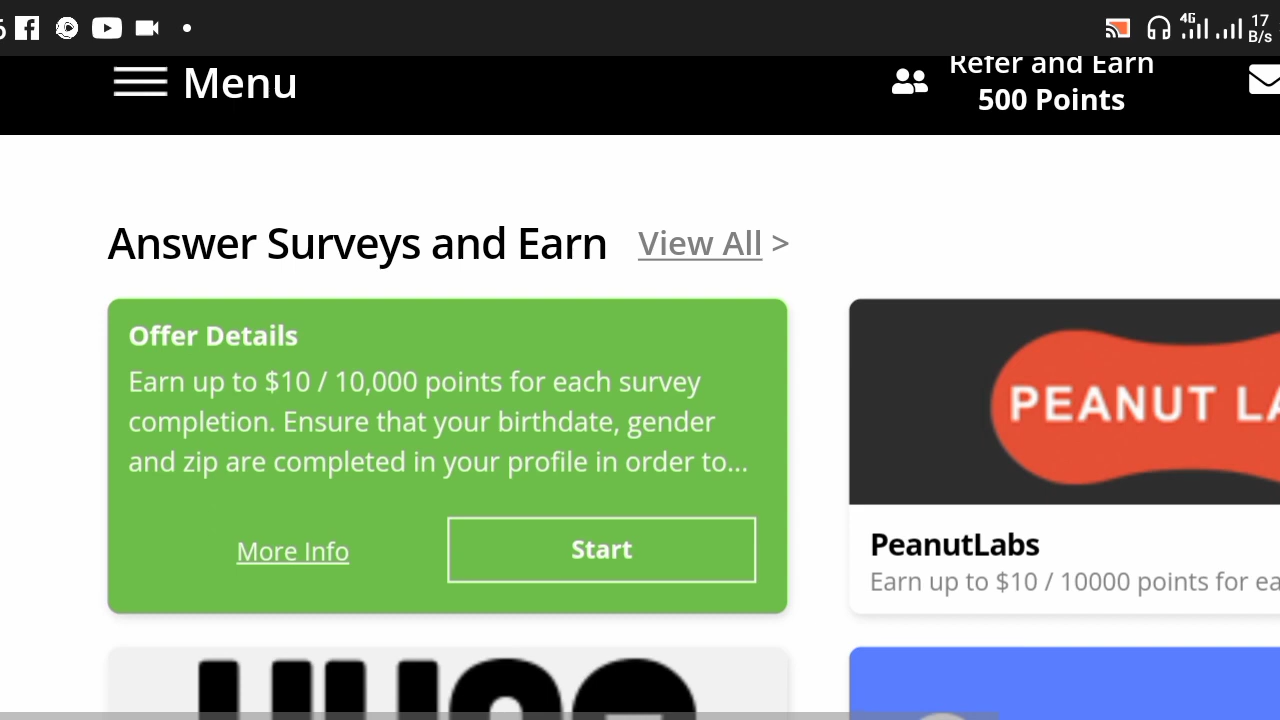 4G
17
B/s
Menu
Refer and Earn
500 Points
Answer Surveys and Earn View All >
Offer Details
Earn up to $10 / 10,000 points for each survey
completion. Ensure that your birthdate, gender
and zip are completed in your profile in order to...
More Info
Start
PEANUT
PeanutLabs
Earn up to $10 / 10000 points for